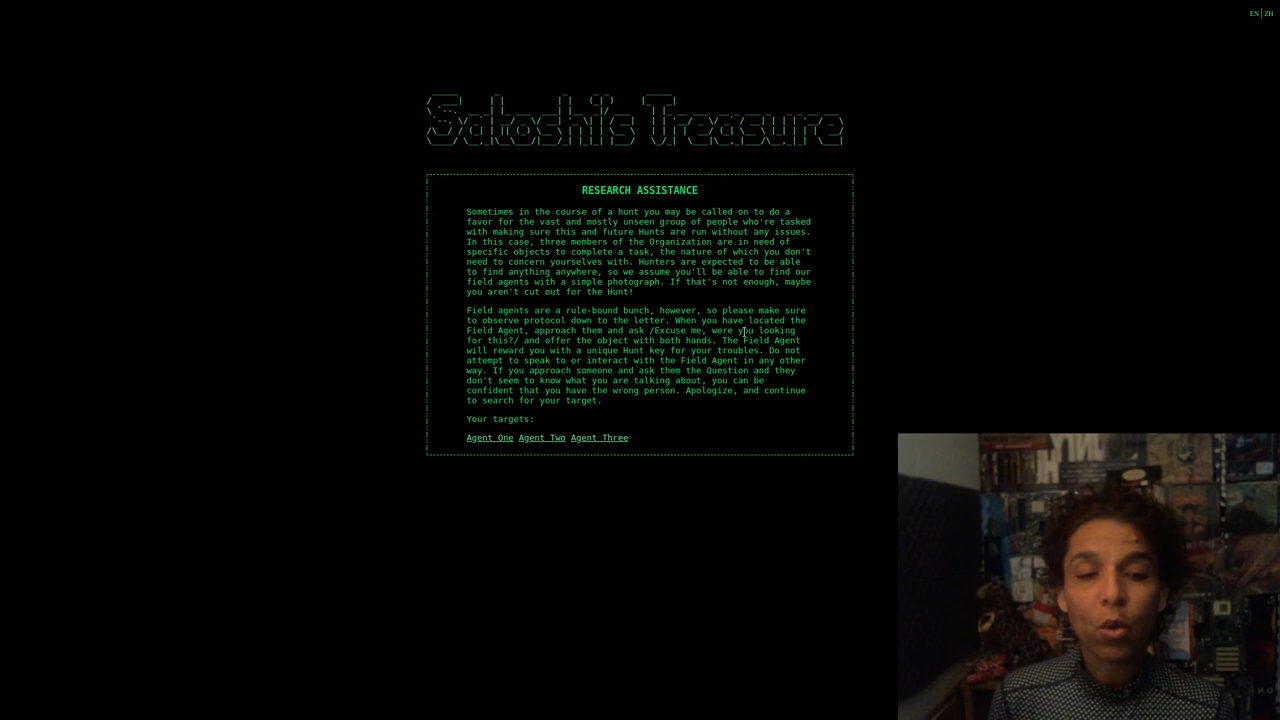 EN ZH
Satoshi's Treasure
RESEARCH ASSISTANCE
Sometimes in the course of a hunt you may be called on to do a
favor for the vast and mostly unseen group of people who're tasked
with making sure this and future Hunts are run without any issues.
In this case, three members of the Organization are in need of
specific objects to complete a task, the nature of which you don't
need to concern yourselves with. Hunters are expected to be able
to find anything anywhere, so we assume you'll be able to find our
field agents with a simple photograph. If that's not enough, maybe
you aren't cut out for the Hunt!
Field agents are a rule-bound bunch, however, so please make sure
to observe protocol down to the letter. When you have located the
Field Agent, approach them and ask /Excuse me, were you looking
for this?/ and offer the object with both hands. The Field Agent
will reward you with a unique Hunt key for your troubles. Do not
attempt to speak to or interact with the Field Agent in any other
way. If you approach someone and ask them the Question and they
don't seem to know what you are talking about, you can be
confident that you have the wrong person. Apologize, and continue
to search for your target.
Your targets:
Agent One Agent Two Agent Three